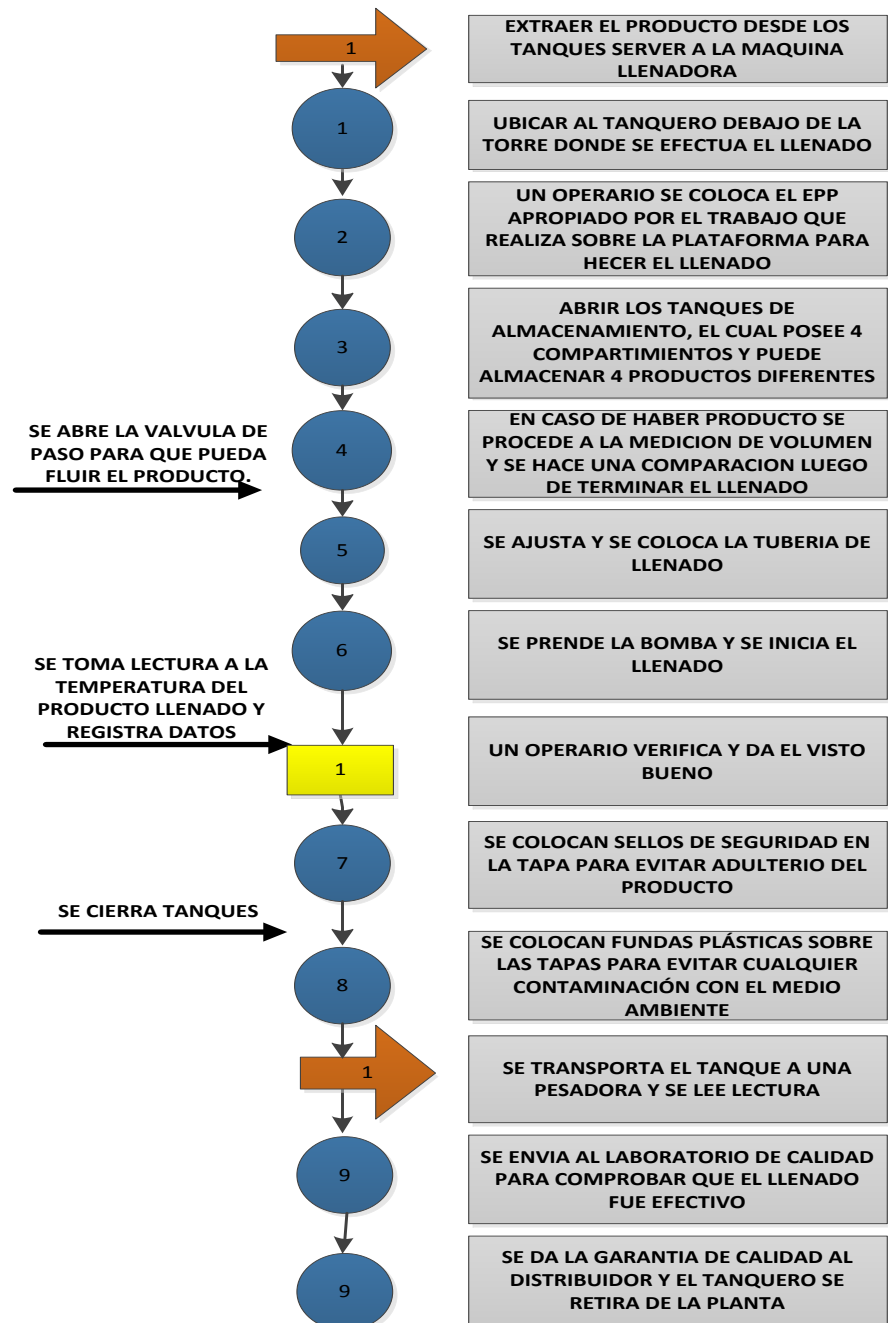 1
EXTRAER EL PRODUCTO DESDE LOS
TANQUES SERVER A LA MAQUINA
LLENADORA
1
UBICAR AL TANQUERO DEBAJO DE LA
TORRE DONDE SE EFECTUA EL LLENADO
2
UN OPERARIO SE COLOCA EL EPP
APROPIADO POR EL TRABAJO QUE
REALIZA SOBRE LA PLATAFORMA PARA
HECER EL LLENADO
3
ABRIR LOS TANQUES DE
ALMACENAMIENTO, EL CUAL POSEE 4
COMPARTIMIENTOS Y PUEDE
ALMACENAR 4 PRODUCTOS DIFERENTES
SE ABRE LA VALVULA DE
PASO PARA QUE PUEDA
FLUIR EL PRODUCTO.
4
EN CASO DE HABER PRODUCTO SE
PROCEDE A LA MEDICION DE VOLUMEN
Y SE HACE UNA COMPARACION LUEGO
DE TERMINAR EL LLENADO
5
SE AJUSTA Y SE COLOCA LA TUBERIA DE
LLENADO
6
SE PRENDE LA BOMBA Y SE INICIA EL
LLENADO
SE TOMA LECTURA A LA
TEMPERATURA DEL
PRODUCTO LLENADO Y
REGISTRA DATOS
1
UN OPERARIO VERIFICA Y DA EL VISTO
BUENO
7
SE COLOCAN SELLOS DE SEGURIDAD EN
LA TAPA PARA EVITAR ADULTERIO DEL
PRODUCTO
SE CIERRA TANQUES
8
SE COLOCAN FUNDAS PLÁSTICAS SOBRE
LAS TAPAS PARA EVITAR CUALQUIER
CONTAMINACIÓN CON EL MEDIO
AMBIENTE
1
SE TRANSPORTA EL TANQUE A UNA
PESADORA Y SE LEE LECTURA
9
SE ENVIA AL LABORATORIO DE CALIDAD
PARA COMPROBAR QUE EL LLENADO
FUE EFECTIVO
9
SE DA LA GARANTIA DE CALIDAD AL
DISTRIBUIDOR Y EL TANQUERO SE
RETIRA DE LA PLANTA